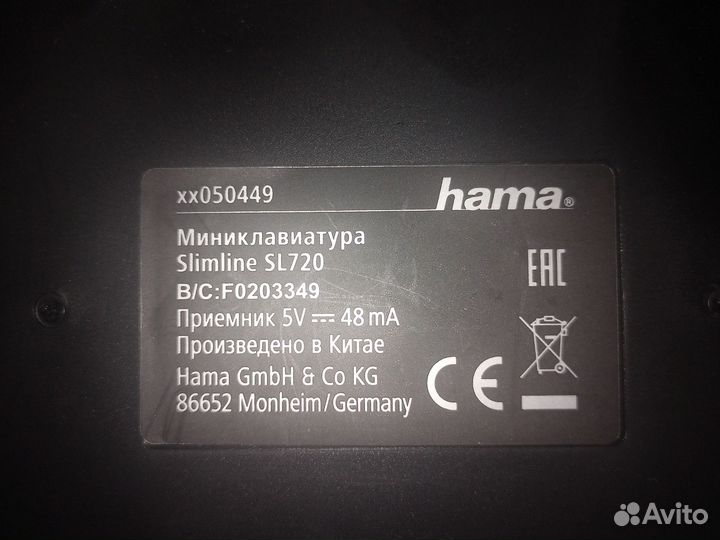 xx050449
hama®
Миниклавиатура
Slimline SL720
B/C:F0203349
Приемник 5V ⎓ 48 mA
Произведено в Китае
Hama GmbH & Co KG
86652 Monheim/Germany
EAC
CE
Avito